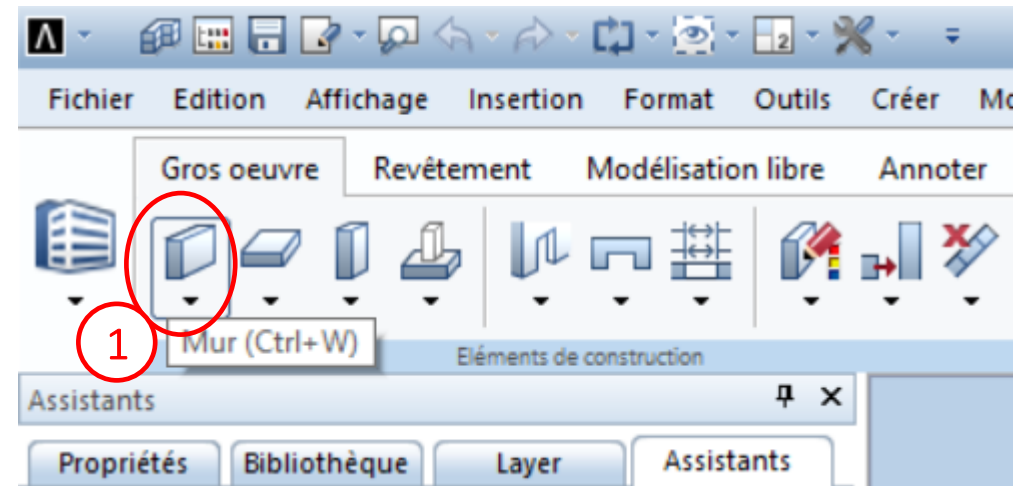 2
Fichier Edition Affichage Insertion Format Outils Créer
Gros oeuvre Revêtement Modélisation libre Annoter
1
Mur (Ctrl+W)
Eléments de construction
Assistants
Propriétés Bibliothèque Layer Assistants